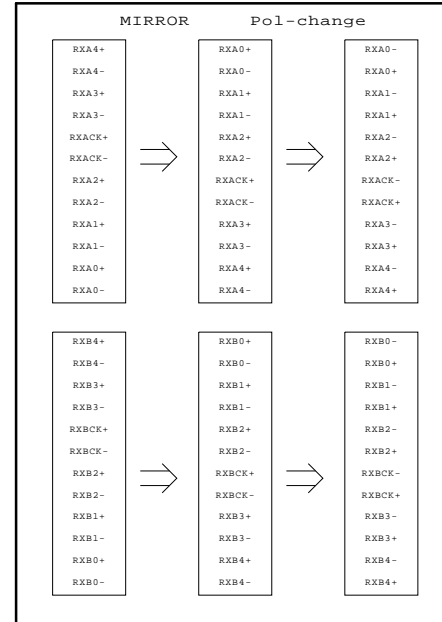 MIRROR Pol-change
RXA4+ RXA0+ RXA0-
RXA4- RXA0- RXA0+
RXA3+ RXA1+ RXA1-
RXA3- RXA1- RXA1+
RXACK+ RXA2+ RXA2-
RXACK- RXA2- RXA2+
RXA2+ RXACK+ RXACK-
RXA2- RXACK- RXACK+
RXA1+ RXA3+ RXA3-
RXA1- RXA3- RXA3+
RXA0+ RXA4+ RXA4-
RXA0- RXA4- RXA4+
RXB4+ RXB0+ RXB0-
RXB4- RXB0- RXB0+
RXB3+ RXB1+ RXB1-
RXB3- RXB1- RXB1+
RXBCK+ RXB2+ RXB2-
RXBCK- RXB2- RXB2+
RXB2+ RXBCK+ RXBCK-
RXB2- RXBCK- RXBCK+
RXB1+ RXB3+ RXB3-
RXB1- RXB3- RXB3+
RXB0+ RXB4+ RXB4-
RXB0- RXB4- RXB4+